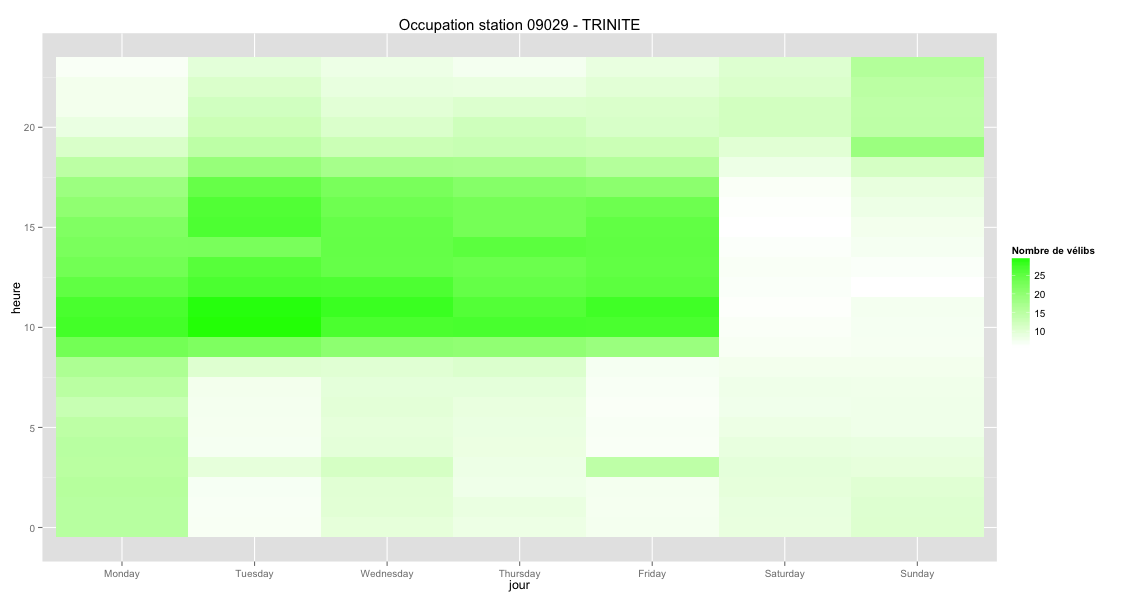 Occupation station 09029 - TRINITE
heure
20
15
10
5
0
Monday Tuesday Wednesday Thursday Friday Saturday Sunday
jour
Nombre de vélibs
25
20
15
10